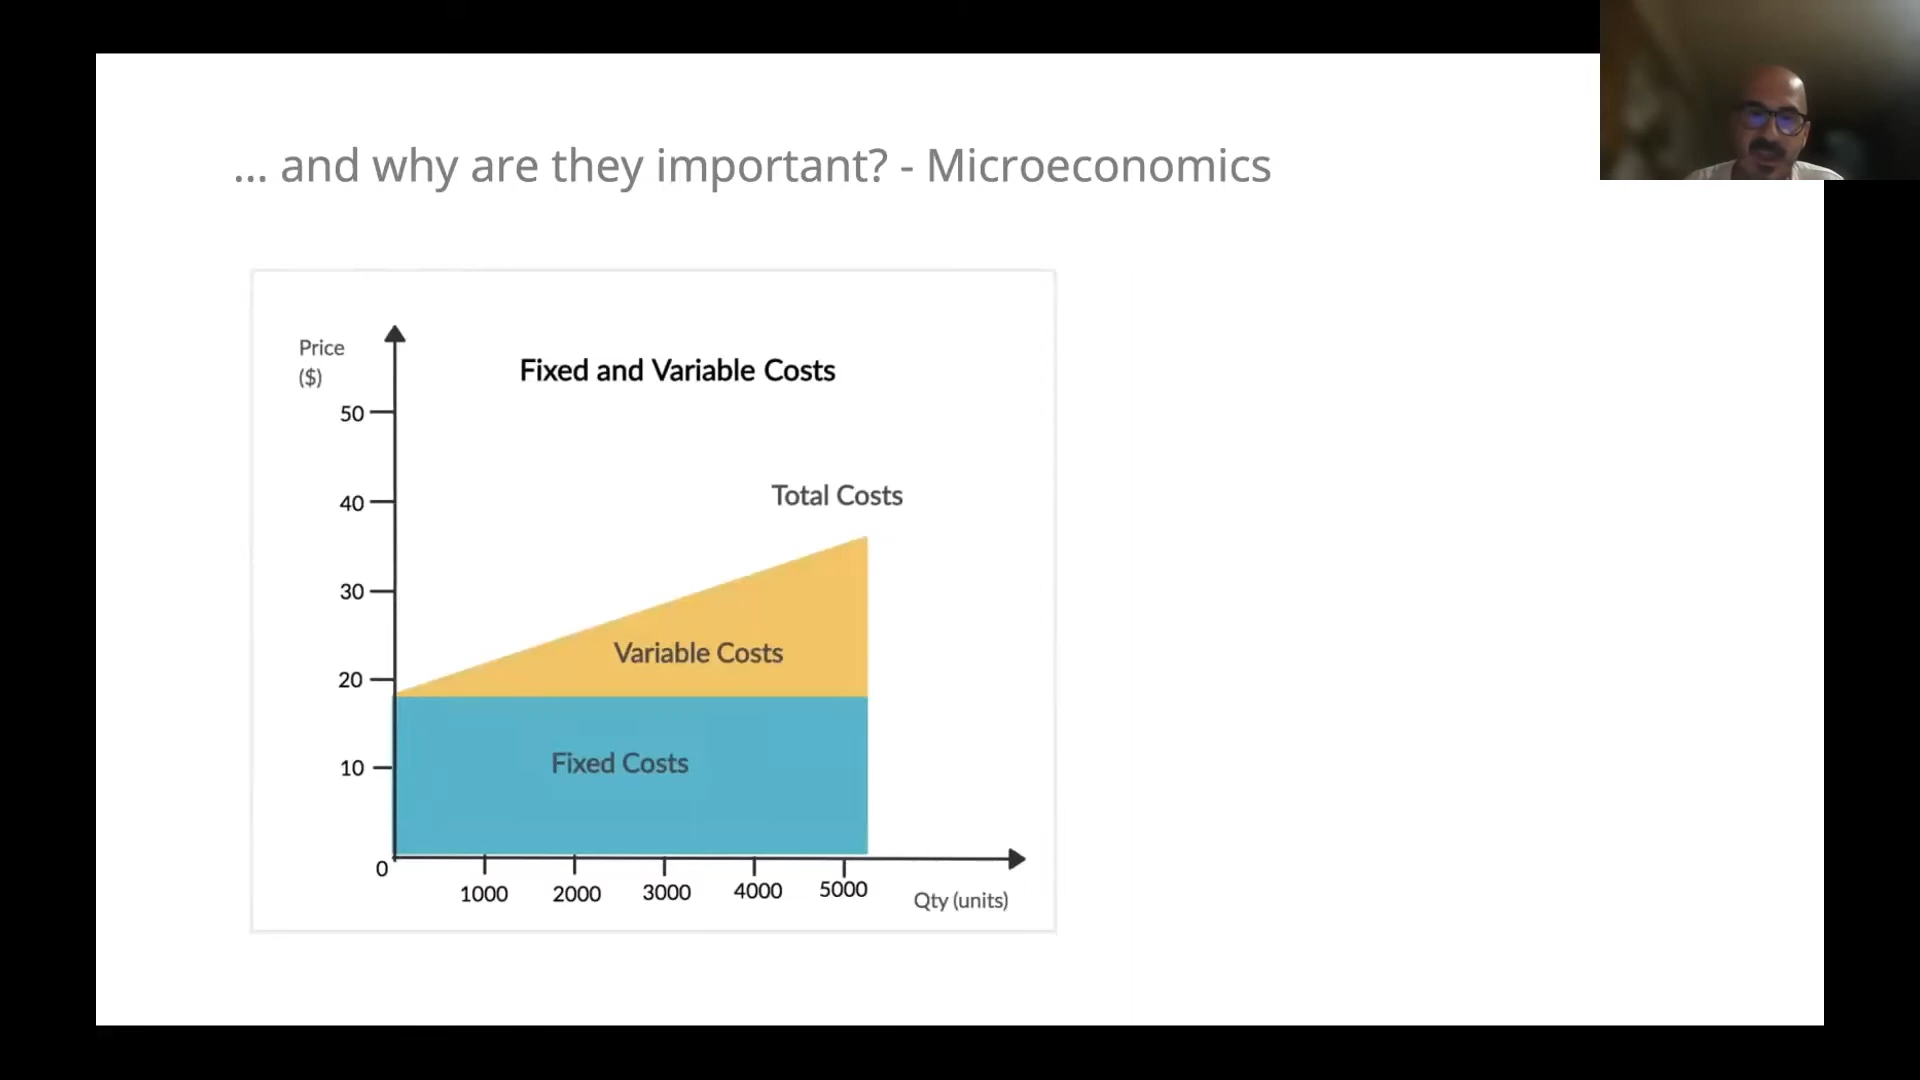 ... and why are they important? - Microeconomics
Price
($)
Fixed and Variable Costs
50
40
Total Costs
30
Variable Costs
20
Fixed Costs
10
0
1000 2000 3000 4000 5000
Qty (units)